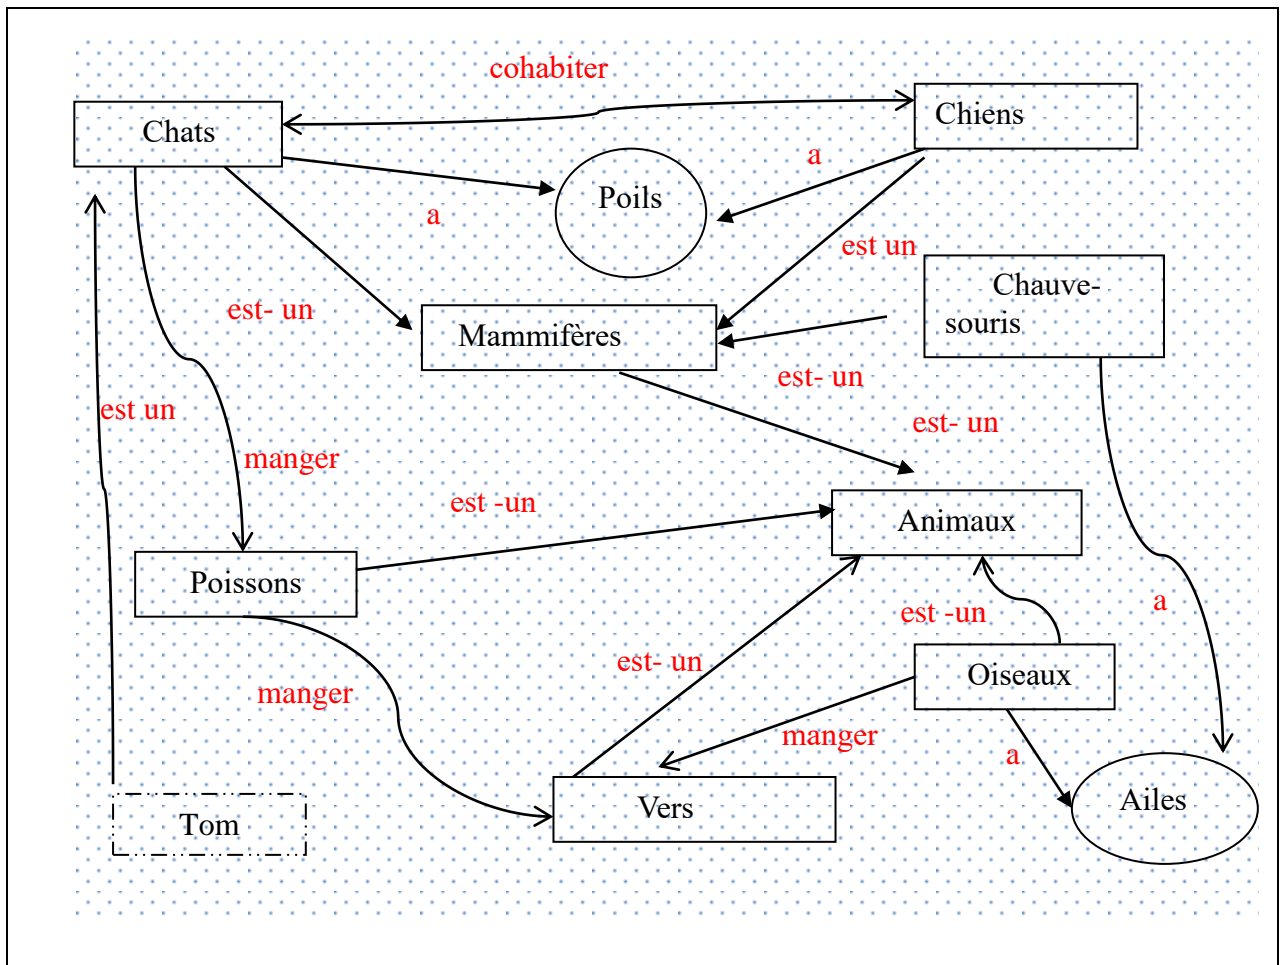 cohabiter
Chats
Chiens
a
Poils
a
est un
Chauve-
souris
est- un
Mammifères
est- un
est un
est- un
manger
est -un
Animaux
Poissons
est -un
a
est- un
Oiseaux
manger
manger
a
Vers
Ailes
Tom